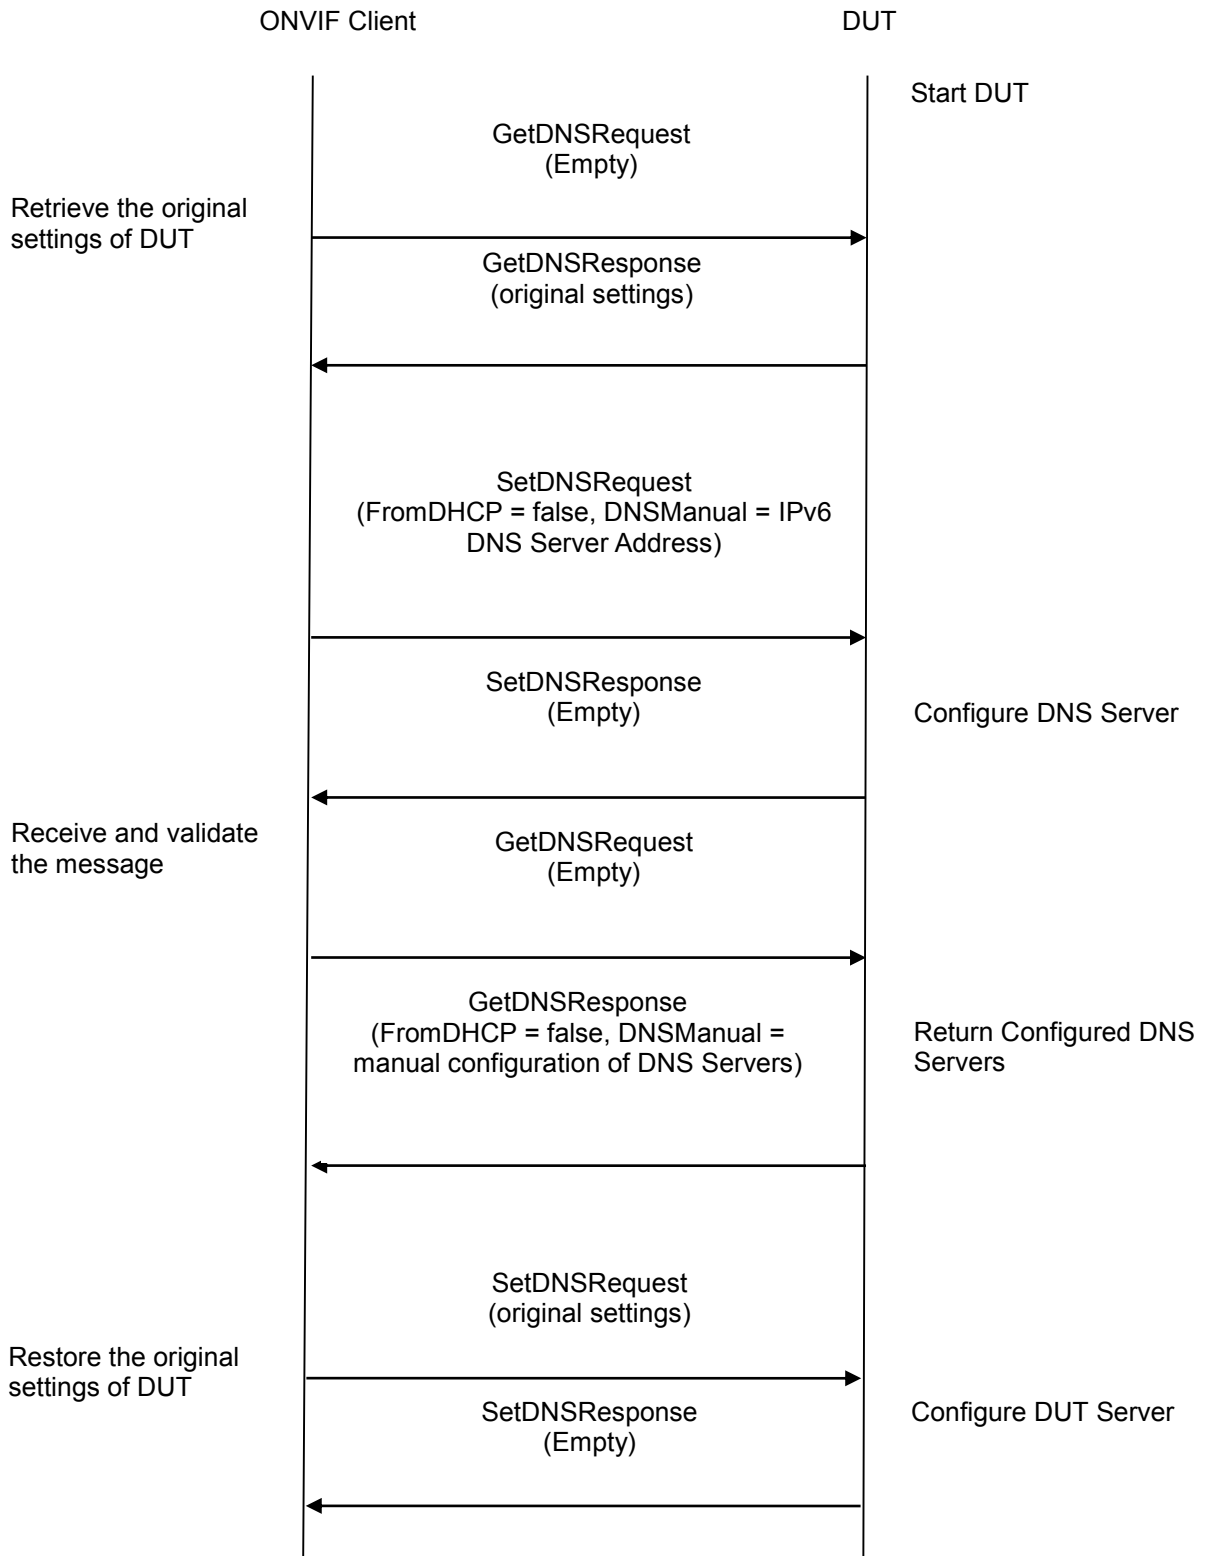 ONVIF Client
DUT
Start DUT
GetDNSRequest
(Empty)
Retrieve the original
settings of DUT
GetDNSResponse
(original settings)
SetDNSRequest
(FromDHCP = false, DNSManual = IPv6
DNS Server Address)
SetDNSResponse
(Empty)
Configure DNS Server
Receive and validate
the message
GetDNSRequest
(Empty)
GetDNSResponse
(FromDHCP = false, DNSManual =
manual configuration of DNS Servers)
Return Configured DNS
Servers
SetDNSRequest
(original settings)
Restore the original
settings of DUT
SetDNSResponse
(Empty)
Configure DUT Server